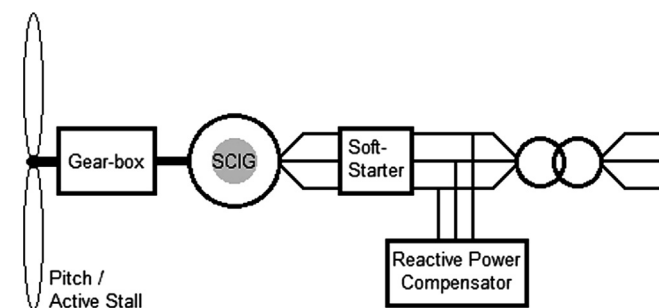 Gear-box
SCIG
Soft-
Starter
Reactive Power
Compensator
Pitch /
Active Stall